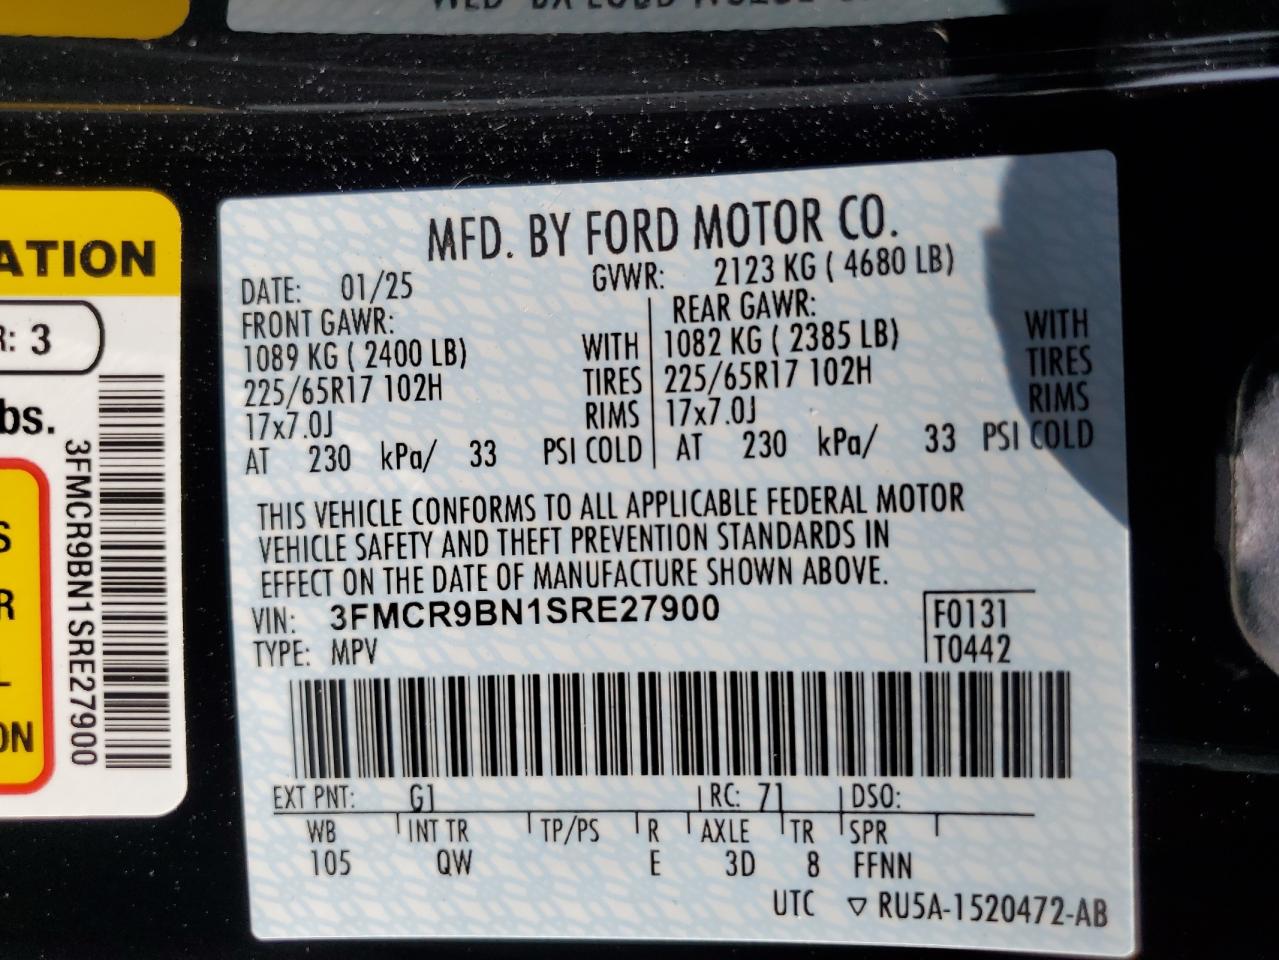 MFD. BY FORD MOTOR CO.
DATE: 01/25 GVWR: 2123 KG ( 4680 LB)
FRONT GAWR: REAR GAWR:
1089 KG ( 2400 LB) WITH 1082 KG ( 2385 LB) WITH
225/65R17 102H TIRES 225/65R17 102H TIRES
17x7.0J RIMS 17x7.0J RIMS
AT 230 kPa/ 33 PSI COLD AT 230 kPa/ 33 PSI COLD
THIS VEHICLE CONFORMS TO ALL APPLICABLE FEDERAL MOTOR
VEHICLE SAFETY AND THEFT PREVENTION STANDARDS IN
EFFECT ON THE DATE OF MANUFACTURE SHOWN ABOVE.
VIN: 3FMCR9BN1SRE27900 F0131
TYPE: MPV T0442
EXT PNT: G1 RC: 71 DSO:
WB INT TR TP/PS R AXLE TR SPR
105 QW E 3D 8 FFNN
UTC ▽ RU5A-1520472-AB
ATION
R: 3
bs.
3FMCR9BN1SRE27900
S
R
L
ON